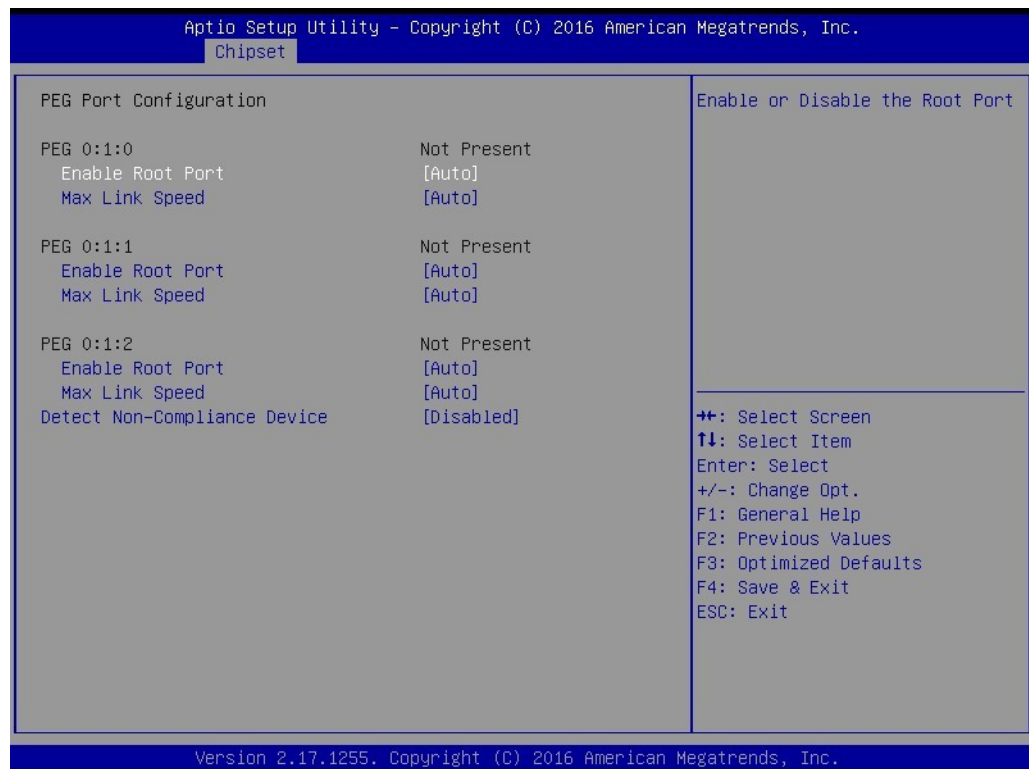 Aptio Setup Utility – Copyright (C) 2016 American Megatrends, Inc.
Chipset
PEG Port Configuration
PEG 0:1:0 Not Present
Enable Root Port [Auto]
Max Link Speed [Auto]
PEG 0:1:1 Not Present
Enable Root Port [Auto]
Max Link Speed [Auto]
PEG 0:1:2 Not Present
Enable Root Port [Auto]
Max Link Speed [Auto]
Detect Non-Compliance Device [Disabled]
Enable or Disable the Root Port
→←: Select Screen
↑↓: Select Item
Enter: Select
+/-: Change Opt.
F1: General Help
F2: Previous Values
F3: Optimized Defaults
F4: Save & Exit
ESC: Exit
Version 2.17.1255. Copyright (C) 2016 American Megatrends, Inc.